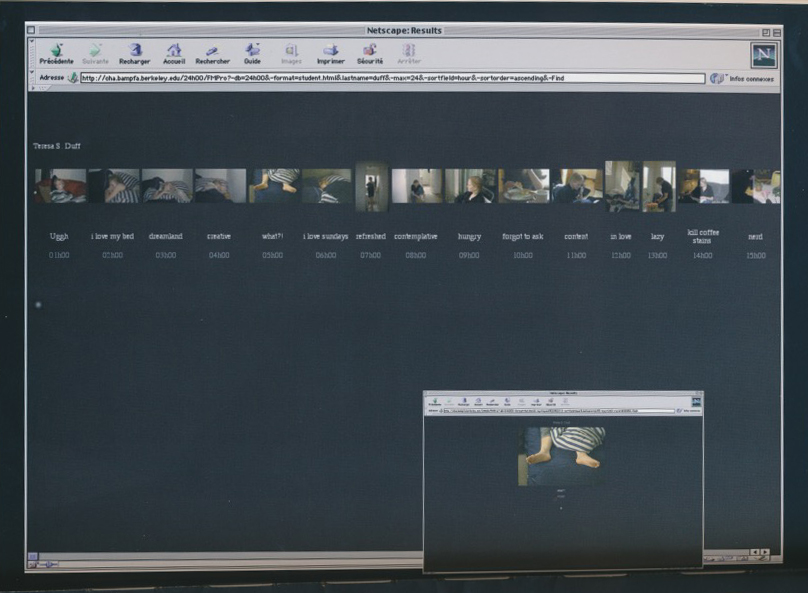 Netscape: Results
Précédente Suivante Recharger Accueil Rechercher Guide Images Imprimer Sécurité Arrêter
Adresse http://cha.bampfa.berkeley.edu/24h00/FMPro?-db=24h00&-format=student.html&lastname=duff&-max=24&-sortfield=hour&-sortorder=ascending&-Find Infos connexes
Teresa S. Duff
Uggh i love my bed dreamland creative what?! i love sundays refreshed contemplative hungry forgot to ask content in love lazy kill coffee stains nerd
01h00 02h00 03h00 04h00 05h00 06h00 07h00 08h00 09h00 10h00 11h00 12h00 13h00 14h00 15h00
Netscape: Results